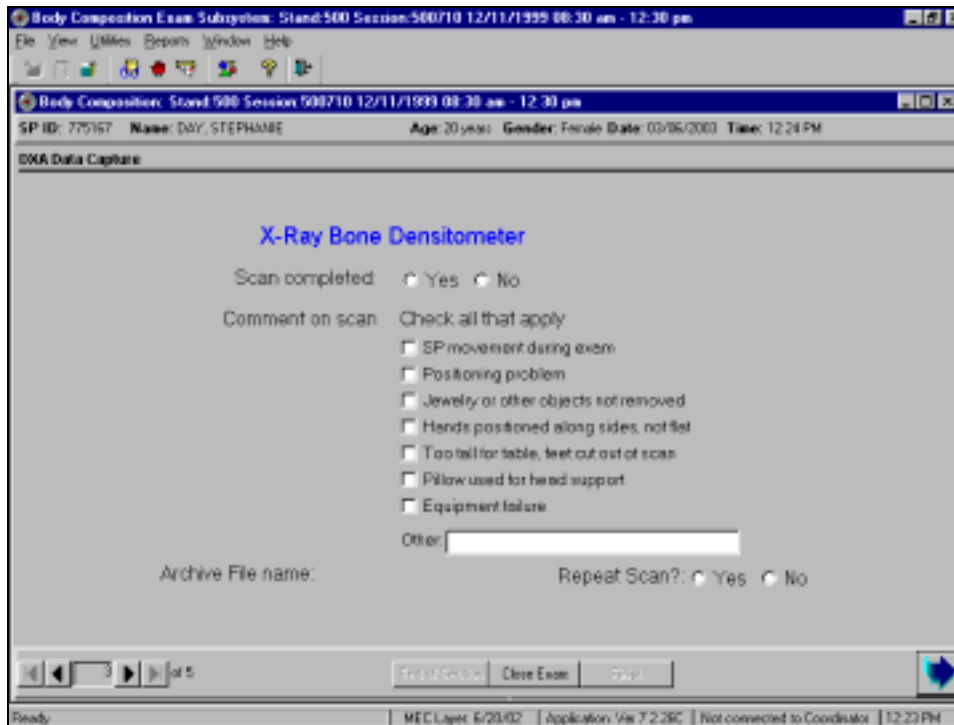 Body Composition Exam Subsystem: Stand:500 Session:500710 12/11/1999 08:30 am - 12:30 pm
File View Utilities Reports Window Help
Body Composition: Stand:500 Session:500710 12/11/1999 08:30 am - 12:30 pm
SP ID: 775167 Name: DAY, STEPHANIE Age: 20 years Gender: Female Date: 03/06/2003 Time: 12:24 PM
DXA Data Capture
X-Ray Bone Densitometer
Scan completed: Yes No
Comment on scan Check all that apply
SP movement during exam
Positioning problem
Jewelry or other objects not removed
Hands positioned along sides, not flat
Too tall for table, feet cut out of scan
Pillow used for head support
Equipment failure
Other:
Archive File name: Repeat Scan?: Yes No
3 of 5 Close Exam
Ready MEC Layer: 6/20/02 Application: Ver 7.2.28C Not connected to Coordinator 12:23 PM